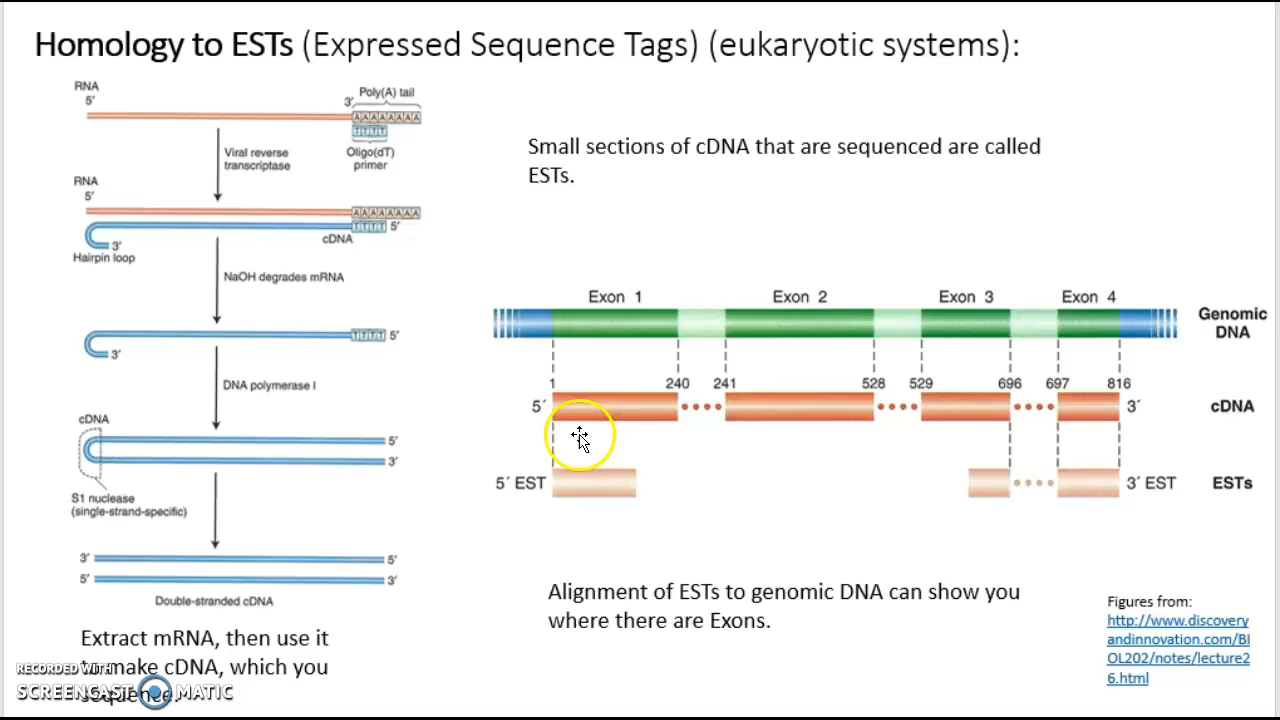 Homology to ESTs (Expressed Sequence Tags) (eukaryotic systems):
RNA
5′
3′
Poly(A) tail
AAAAAAAA
TTTT
Viral reverse
transcriptase
Oligo(dT)
primer
RNA
5′
AAAAAAAA
TTTT 5′
3′
cDNA
Hairpin loop
NaOH degrades mRNA
TTTT 5′
3′
DNA polymerase I
cDNA
5′
3′
S1 nuclease
(single-strand-specific)
3′ 5′
5′ 3′
Double-stranded cDNA
Extract mRNA, then use it
to make cDNA, which you
sequence.
RECORDED WITH
SCREENCAST MATIC
Small sections of cDNA that are sequenced are called
ESTs.
Exon 1 Exon 2 Exon 3 Exon 4
Genomic
DNA
1 240 241 528 529 696 697 816
5′ 3′ cDNA
5′ EST 3′ EST ESTs
Alignment of ESTs to genomic DNA can show you
where there are Exons.
Figures from:
http://www.discovery
andinnovation.com/BI
OL202/notes/lecture2
6.html